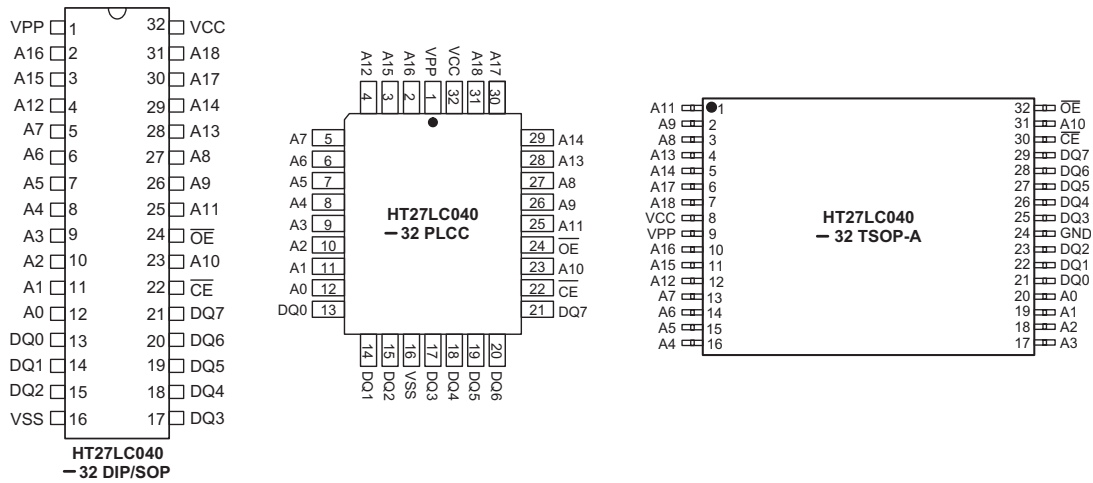 VPP 1 32 VCC
A16 2 31 A18
A15 3 30 A17
A12 4 29 A14
A7 5 28 A13
A6 6 27 A8
A5 7 26 A9
A4 8 25 A11
A3 9 24 OE
A2 10 23 A10
A1 11 22 CE
A0 12 21 DQ7
DQ0 13 20 DQ6
DQ1 14 19 DQ5
DQ2 15 18 DQ4
VSS 16 17 DQ3
HT27LC040
– 32 DIP/SOP
A12 A15 A16 VPP VCC A18 A17
4 3 2 1 32 31 30
A7 5 29 A14
A6 6 28 A13
A5 7 27 A8
A4 8 26 A9
A3 9 25 A11
A2 10 24 OE
A1 11 23 A10
A0 12 22 CE
DQ0 13 21 DQ7
HT27LC040
– 32 PLCC
14 15 16 17 18 19 20
DQ1 DQ2 VSS DQ3 DQ4 DQ5 DQ6
A11 1 32 OE
A9 2 31 A10
A8 3 30 CE
A13 4 29 DQ7
A14 5 28 DQ6
A17 6 27 DQ5
A18 7 26 DQ4
VCC 8 25 DQ3
VPP 9 24 GND
A16 10 23 DQ2
A15 11 22 DQ1
A12 12 21 DQ0
A7 13 20 A0
A6 14 19 A1
A5 15 18 A2
A4 16 17 A3
HT27LC040
– 32 TSOP-A